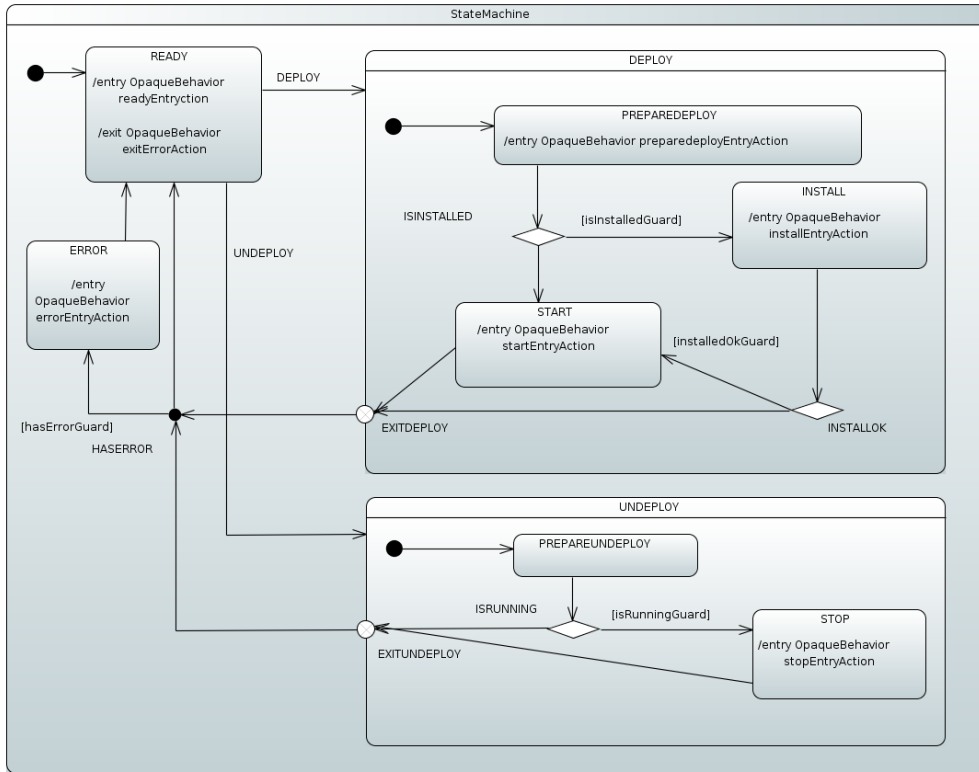 StateMachine
READY
/entry OpaqueBehavior
readyEntryction
/exit OpaqueBehavior
exitErrorAction
DEPLOY
DEPLOY
PREPAREDEPLOY
/entry OpaqueBehavior preparedeployEntryAction
ISINSTALLED
[isInstalledGuard]
INSTALL
/entry OpaqueBehavior
installEntryAction
ERROR
/entry
OpaqueBehavior
errorEntryAction
UNDEPLOY
START
/entry OpaqueBehavior
startEntryAction
[installedOkGuard]
[hasErrorGuard]
HASERROR
EXITDEPLOY
INSTALLOK
UNDEPLOY
PREPAREUNDEPLOY
ISRUNNING
[isRunningGuard]
STOP
/entry OpaqueBehavior
stopEntryAction
EXITUNDEPLOY